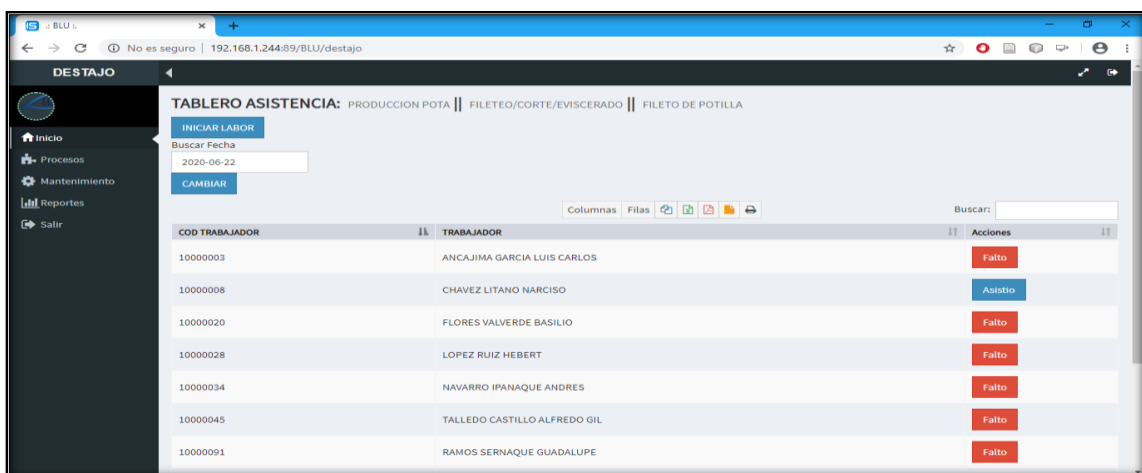 .: BLU :.
No es seguro | 192.168.1.244:89/BLU/destajo
DESTAJO
TABLERO ASISTENCIA: PRODUCCION POTA || FILETEO/CORTE/EVISCERADO || FILETO DE POTILLA
INICIAR LABOR
Buscar Fecha
2020-06-22
CAMBIAR
Inicio
Procesos
Mantenimiento
Reportes
Salir
Columnas Filas
Buscar:
COD TRABAJADOR TRABAJADOR Acciones
10000003 ANCAJIMA GARCIA LUIS CARLOS Falto
10000008 CHAVEZ LITANO NARCISO Asistio
10000020 FLORES VALVERDE BASILIO Falto
10000028 LOPEZ RUIZ HEBERT Falto
10000034 NAVARRO IPANAQUE ANDRES Falto
10000045 TALLEDO CASTILLO ALFREDO GIL Falto
10000091 RAMOS SERNAQUE GUADALUPE Falto